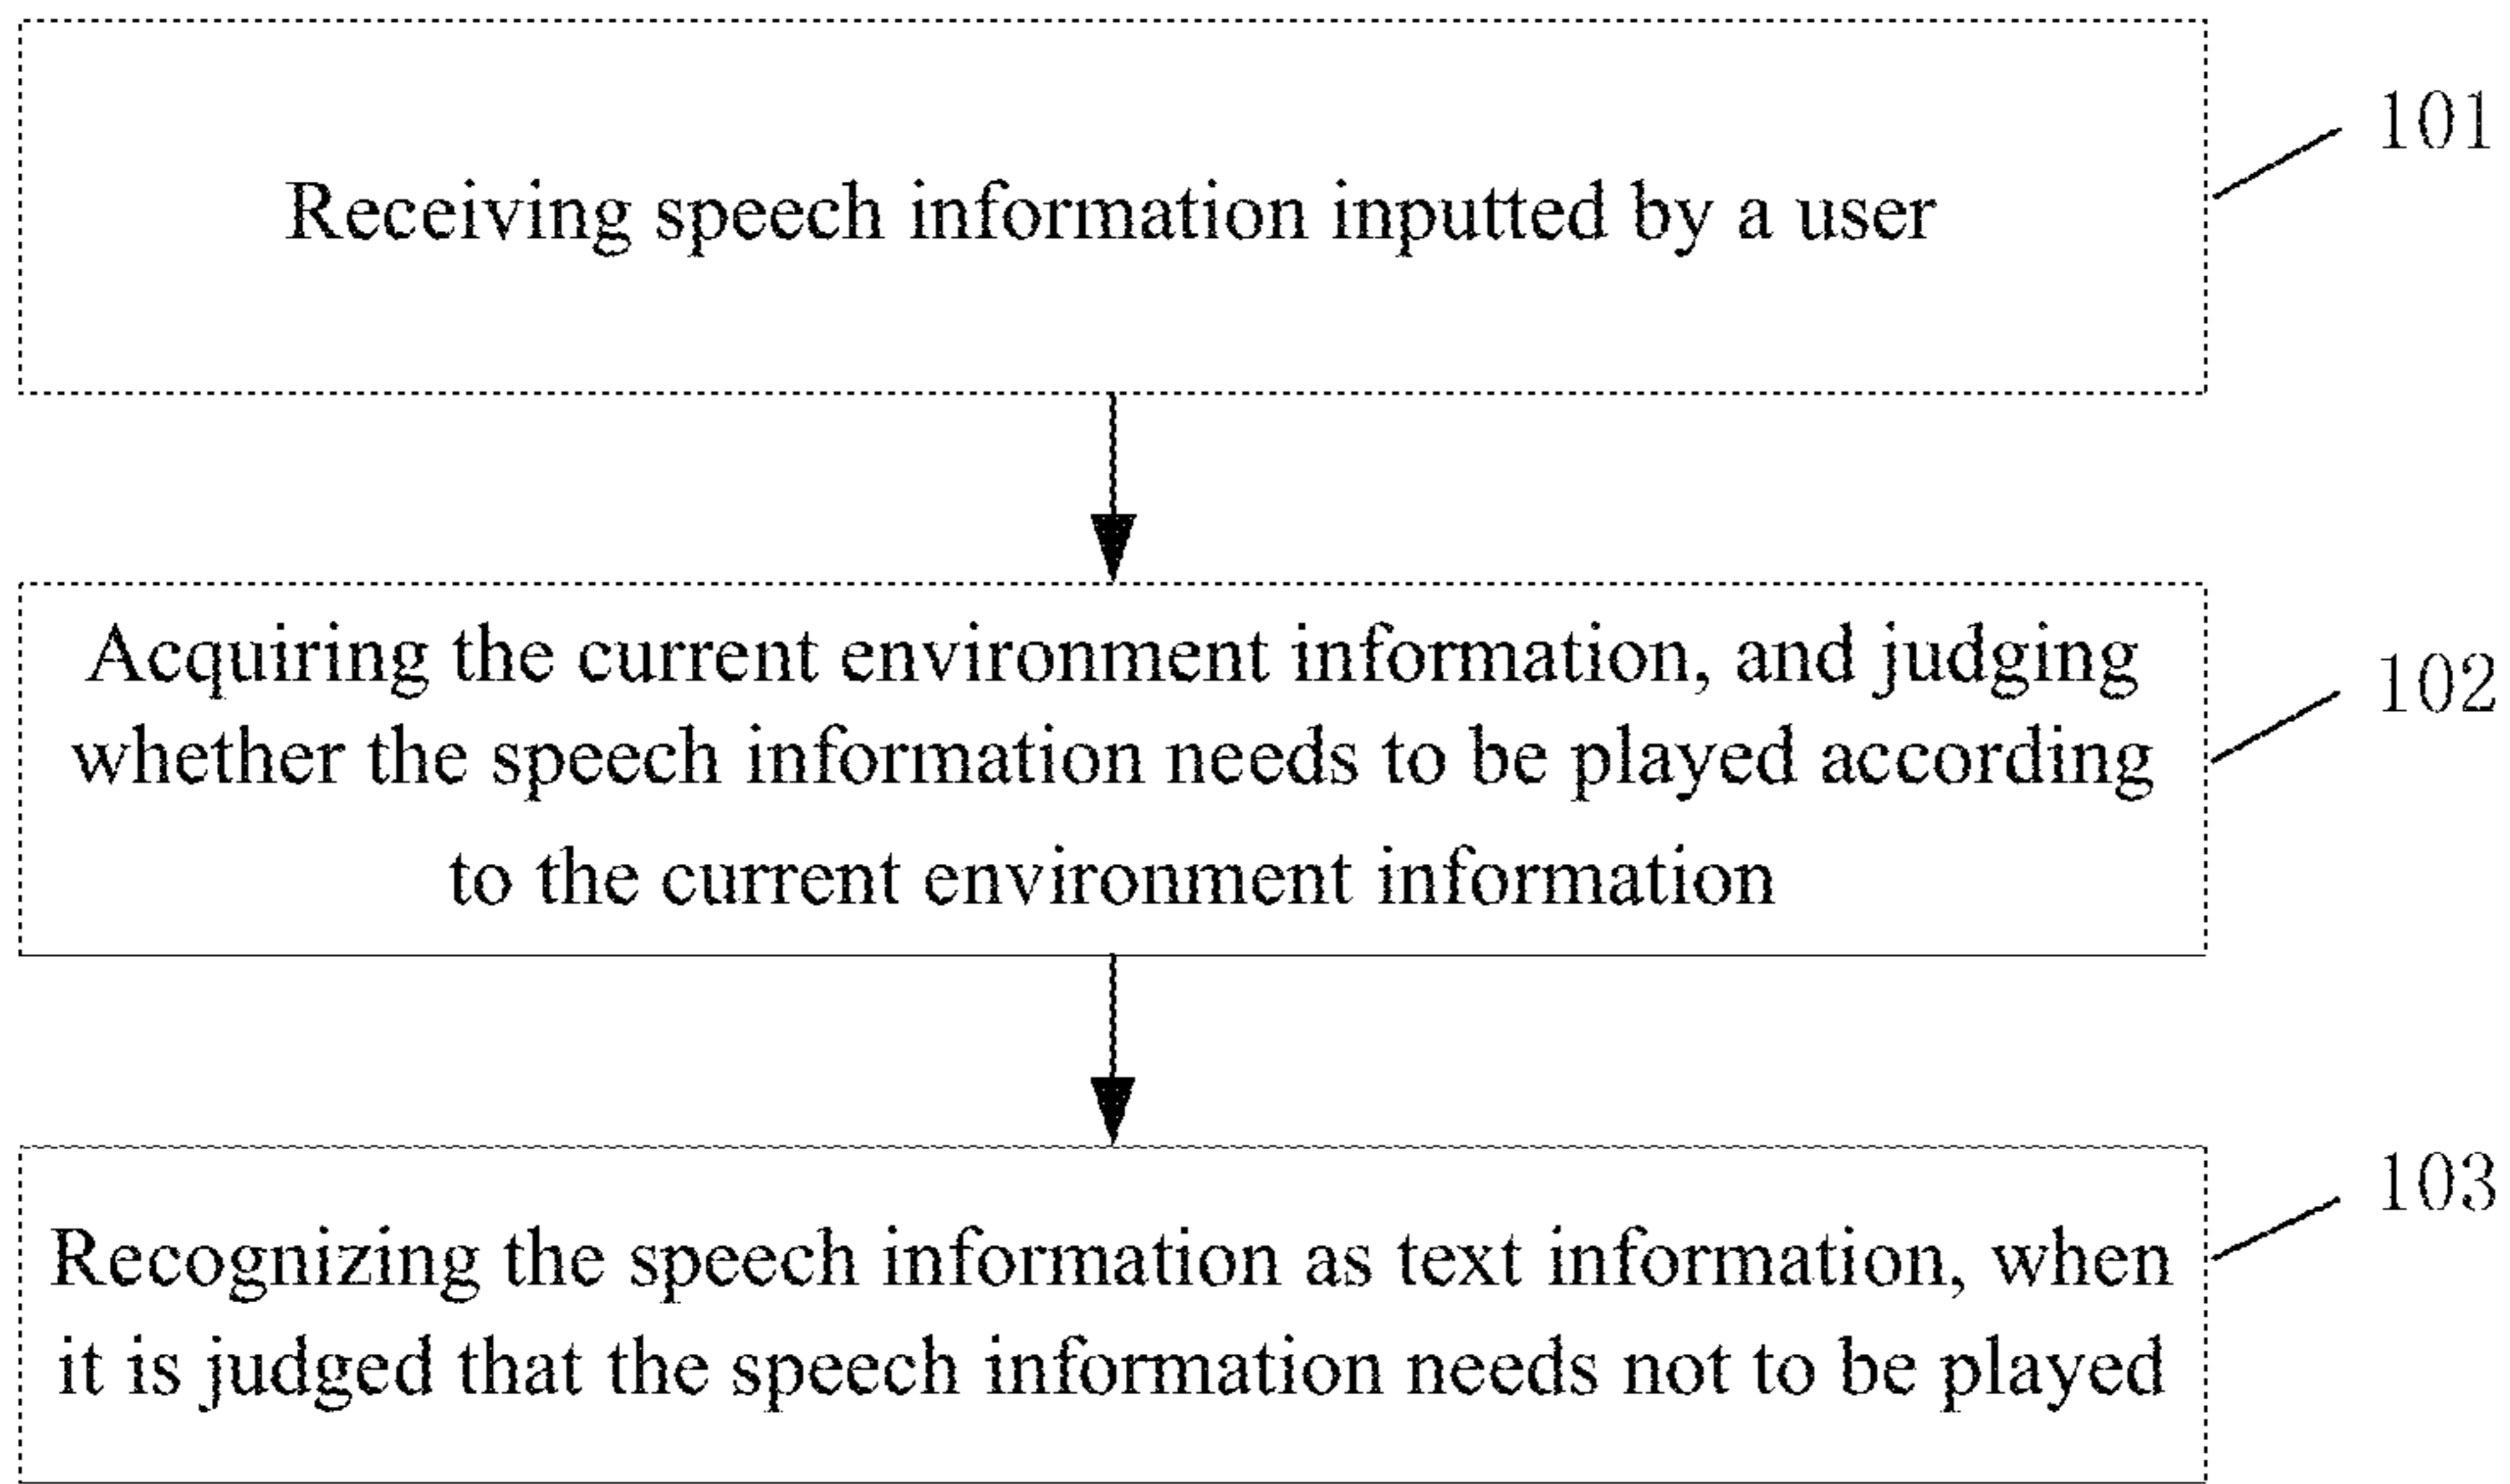 101
Receiving speech information inputted by a user
Acquiring the current environment information, and judging
102
whether the speech information needs to be played according
to the current environment information
103
Recognizing the speech information as text information, when
it is judged that the speech information needs not to be played